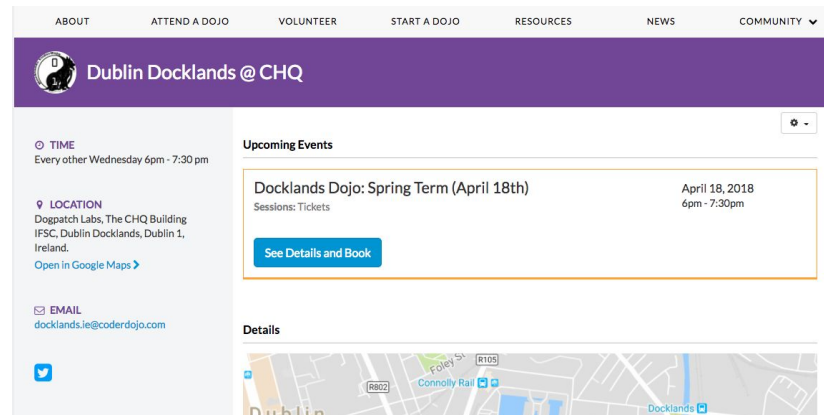 ABOUT
ATTEND A DOJO
VOLUNTEER
START A DOJO
RESOURCES
NEWS
COMMUNITY
Dublin Docklands @ CHQ
TIME
Every other Wednesday 6pm - 7:30 pm
LOCATION
Dogpatch Labs, The CHQ Building
IFSC, Dublin Docklands, Dublin 1,
Ireland.
Open in Google Maps
EMAIL
docklands.ie@coderdojo.com
Upcoming Events
Docklands Dojo: Spring Term (April 18th)
Sessions: Tickets
April 18, 2018
6pm - 7:30pm
See Details and Book
Details
Foley St
R105
R802
Connolly Rail
Docklands
Dublin